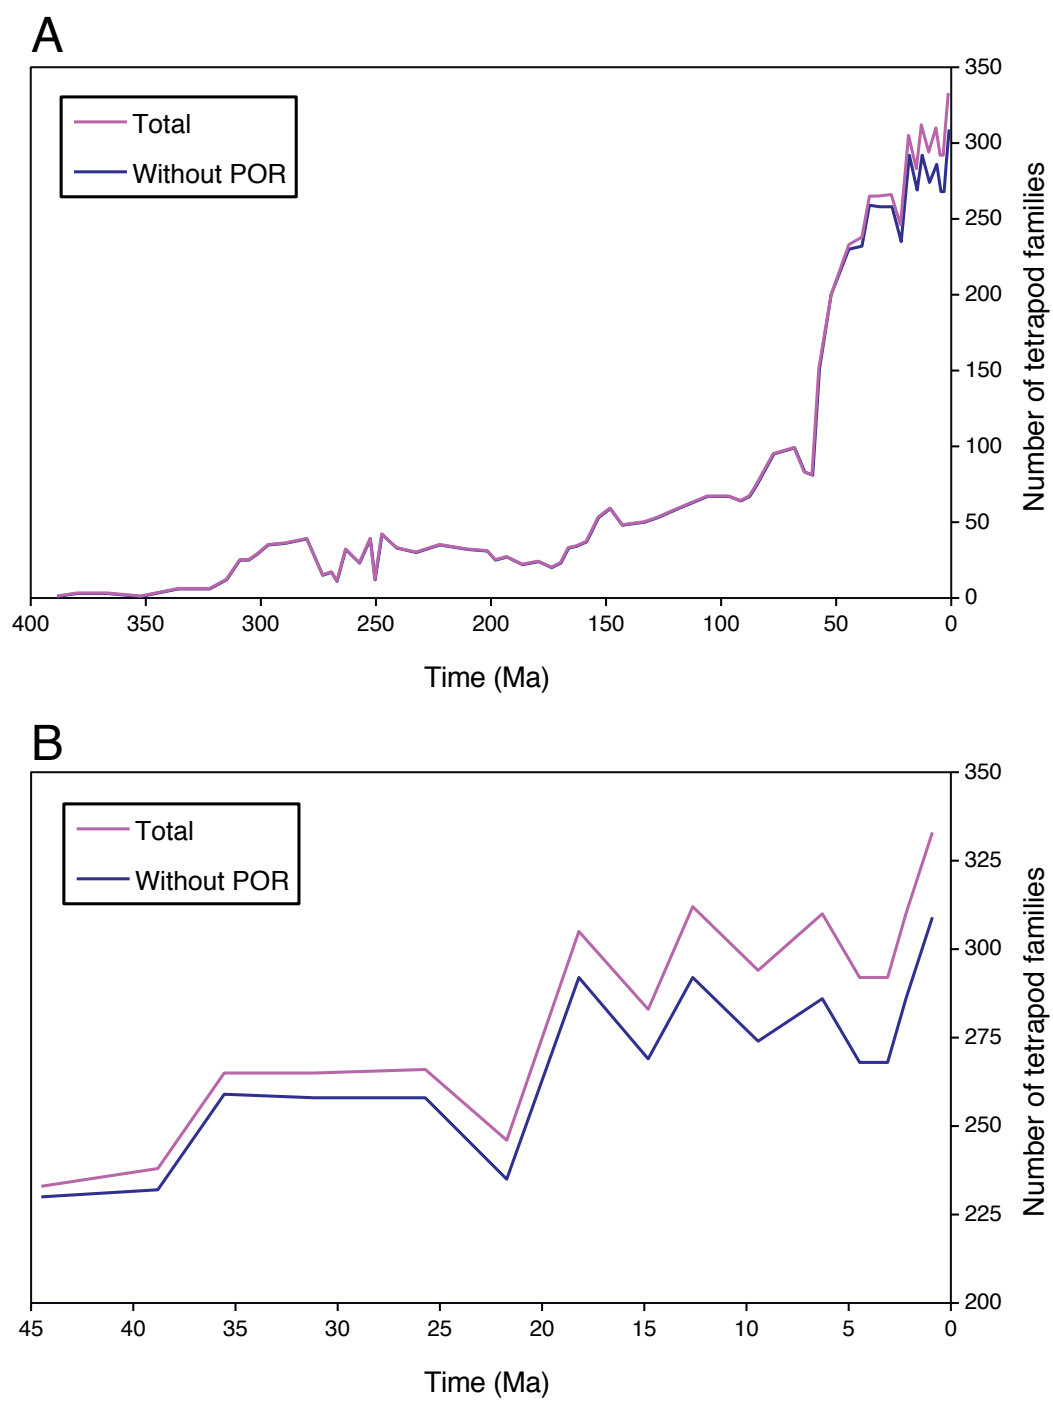 A
Total
Without POR
350
300
250
200
150
100
50
0
Number of tetrapod families
400 350 300 250 200 150 100 50 0
Time (Ma)
B
Total
Without POR
350
325
300
275
250
225
200
Number of tetrapod families
45 40 35 30 25 20 15 10 5 0
Time (Ma)